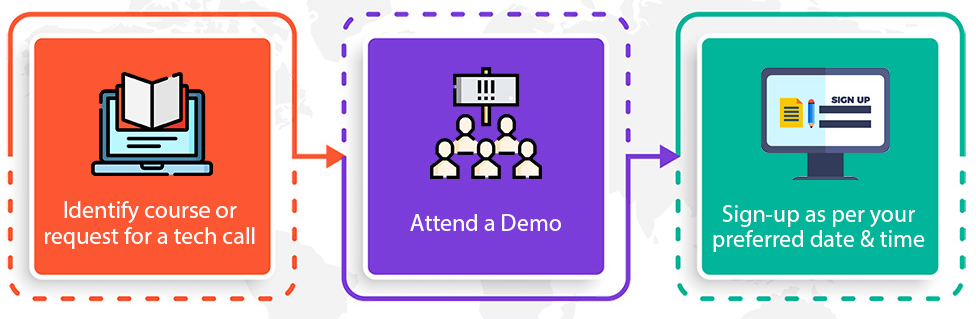 Identify course or
request for a tech call
!!!
Attend a Demo
SIGN UP
Sign-up as per your
preferred date & time